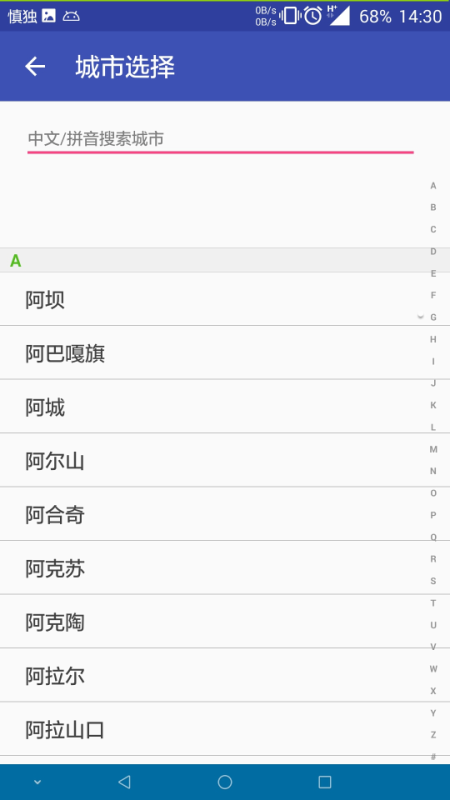 慎独
0B/s
0B/s
H+
68%
14:30
城市选择
中文/拼音搜索城市
A
阿坝
阿巴嘎旗
阿城
阿尔山
阿合奇
阿克苏
阿克陶
阿拉尔
阿拉山口
A
B
C
D
E
F
G
H
I
J
K
L
M
N
O
P
Q
R
S
T
U
V
W
X
Y
Z
#